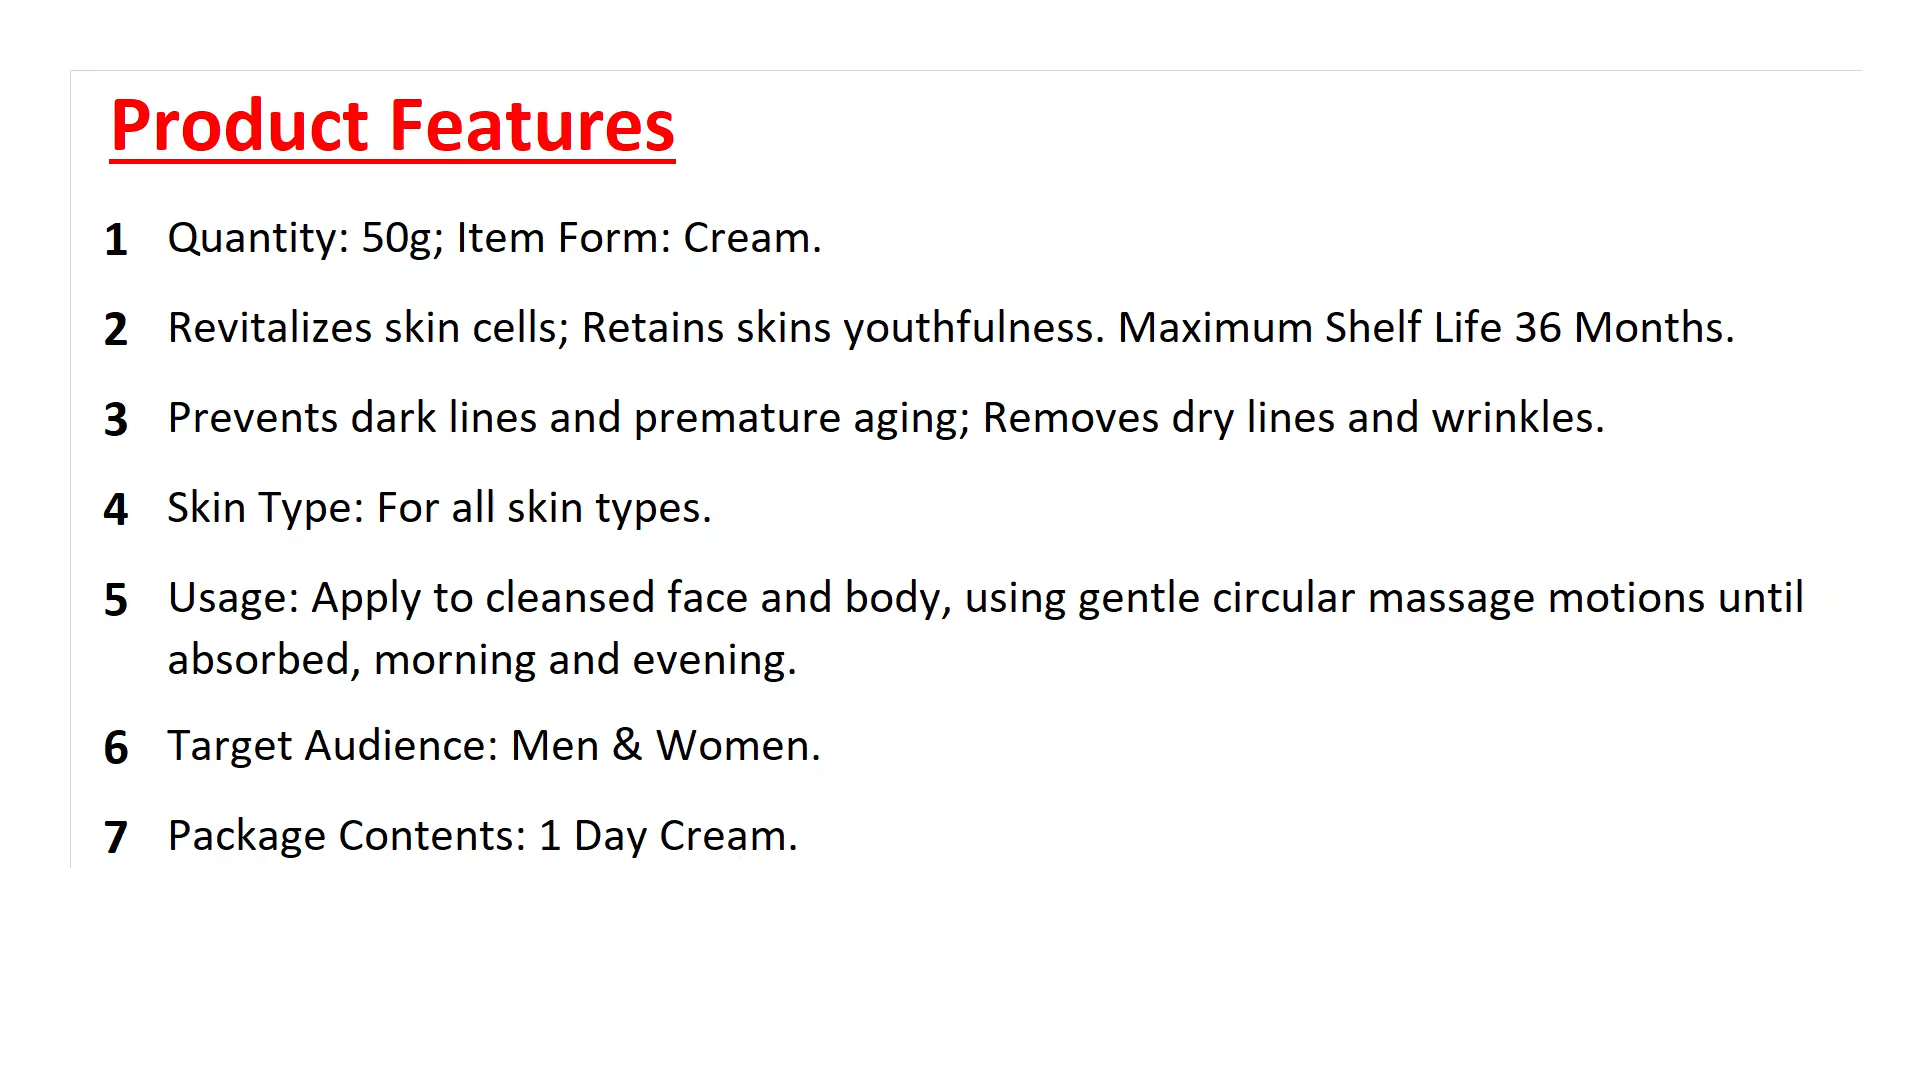 Product Features
1 Quantity: 50g; Item Form: Cream.
2 Revitalizes skin cells; Retains skins youthfulness. Maximum Shelf Life 36 Months.
3 Prevents dark lines and premature aging; Removes dry lines and wrinkles.
4 Skin Type: For all skin types.
5 Usage: Apply to cleansed face and body, using gentle circular massage motions until
absorbed, morning and evening.
6 Target Audience: Men & Women.
7 Package Contents: 1 Day Cream.